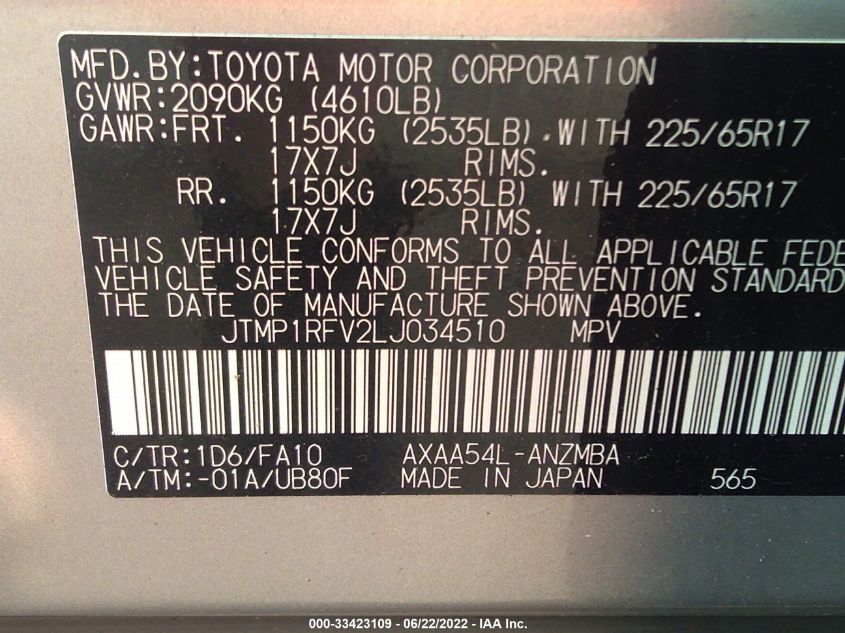 MFD.BY:TOYOTA MOTOR CORPORATION
GVWR:2090KG (4610LB)
GAWR:FRT. 1150KG (2535LB).WITH 225/65R17
17X7J RIMS.
RR. 1150KG (2535LB) WITH 225/65R17
17X7J RIMS.
THIS VEHICLE CONFORMS TO ALL APPLICABLE FEDE
VEHICLE SAFETY AND THEFT PREVENTION STANDARD
THE DATE OF MANUFACTURE SHOWN ABOVE.
JTMP1RFV2LJ034510 MPV
C/TR:1D6/FA10 AXAA54L-ANZMBA
A/TM:-01A/UB80F MADE IN JAPAN 565
000-33423109 - 06/22/2022 - IAA Inc.